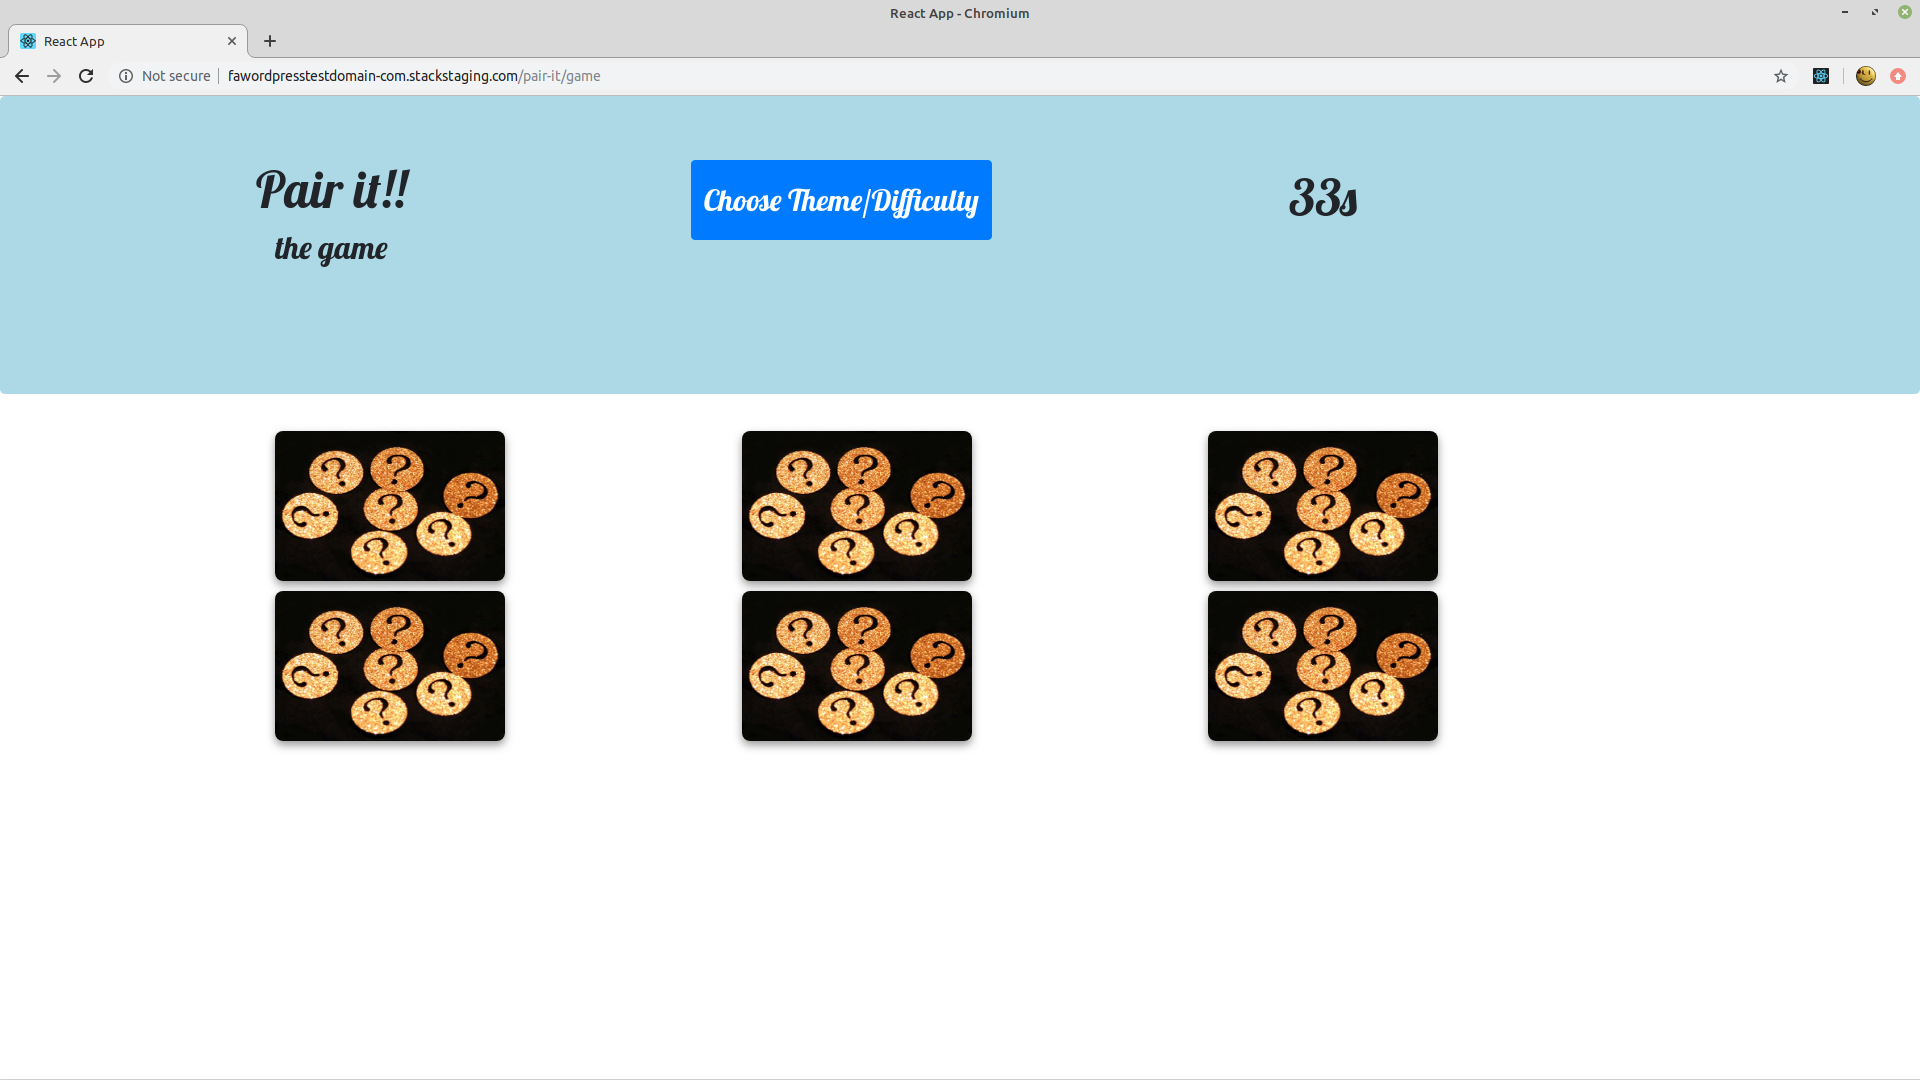 React App - Chromium
React App
Not secure
fawordpresstestdomain-com.stackstaging.com/pair-it/game
Pair it!!
the game
Choose Theme/Difficulty
33s
? ? ? ? ? ? ?
? ? ? ? ? ? ?
? ? ? ? ? ? ?
? ? ? ? ? ? ?
? ? ? ? ? ? ?
? ? ? ? ? ? ?